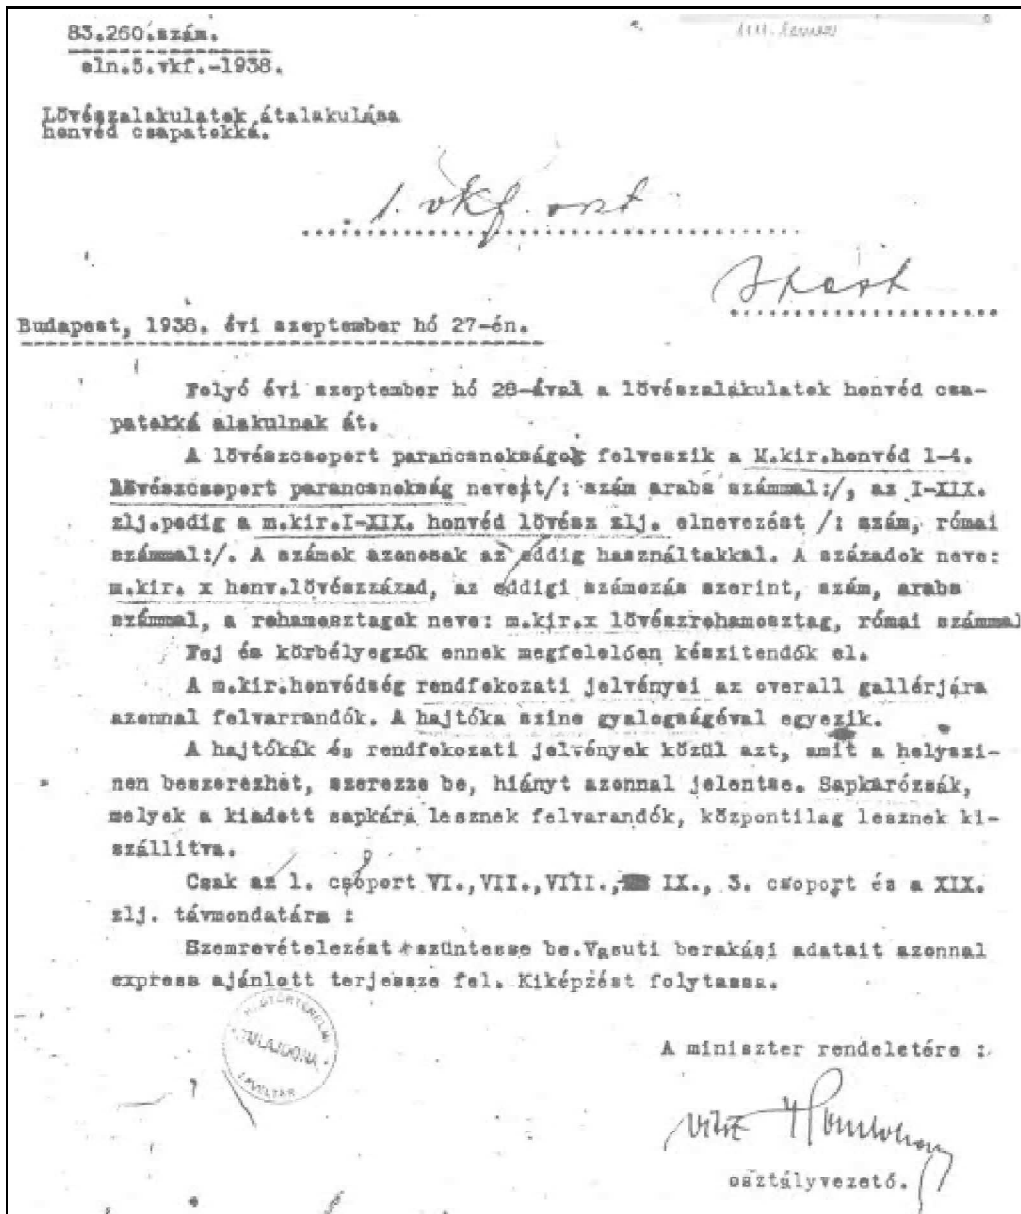 83.260.szám.
eln.5.vkf.-1938.
Lövészalakulatok átalakulása
honvéd csapatokká.
1. vkf. oszt
Budapest, 1938. évi szeptember hó 27-én.
Folyó évi szeptember hó 28-ával a lövészalakulatok honvéd csa-
patokká alakulnak át.
A lövészcsoport parancsnokságok felveszik a M.kir.honvéd 1-4.
lövészcsoport parancsnokság nevet/: szám arabs számmal:/, az I-XIX.
zlj.pedig a m.kir.I-XIX. honvéd lövész zlj. elnevezést /: szám, római
számmal:/. A számok azonosak az eddig használtakkal. A századok neve:
m.kir. x honv.lövészszázad, az eddigi számozás szerint, szám, arabs
számmal, a rohamosztagok neve: m.kir.x lövészrohamosztag, római számmal
Fej és körbélyegzők ennek megfelelően készitendők el.
A m.kir.honvédség rendfokozati jelvényei az overall gallérjára
azonnal felvarrandók. A hajtóka szine gyalogságéval egyezik.
A hajtókák és rendfokozati jelvények közül azt, amit a helyszi-
nen beszerezhet, szerezze be, hiányt azonnal jelentse. Sapkarózsák,
melyek a kiadott sapkára lesznek felvarandók, központilag lesznek ki-
szállitva.
Csak az 1. csoport VI.,VII.,VIII., IX., 3. csoport és a XIX.
zlj. távmondatára :
Szemrevételezést szüntesse be.Vasuti berakási adatait azonnal
express ajánlott terjessze fel. Kiképzést folytassa.
TULAJDONA
LEVÉLTÁR
A miniszter rendeletére :
vitéz
osztályvezető.